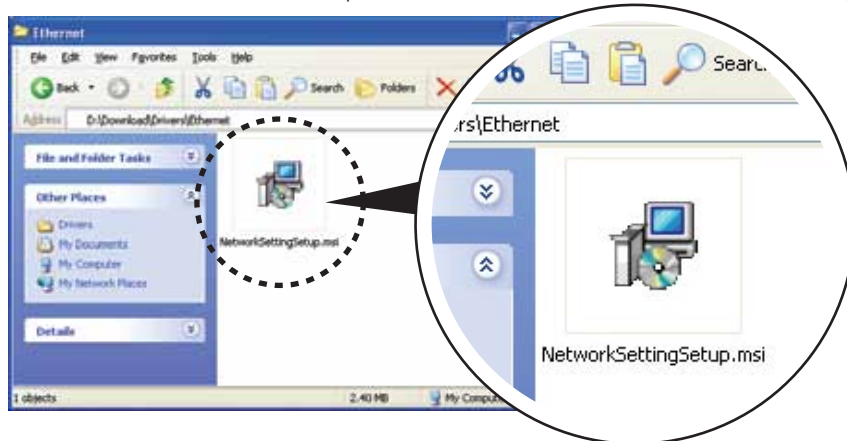 Ethernet
File Edit View Favorites Tools Help
Back Search Folders
Address D:\Download\Drivers\Ethernet
File and Folder Tasks
Other Places
Drivers
My Documents
My Computer
My Network Places
Details
NetworkSettingSetup.msi
1 objects 2.40 MB My Comput
Sear
rs\Ethernet
NetworkSettingSetup.msi